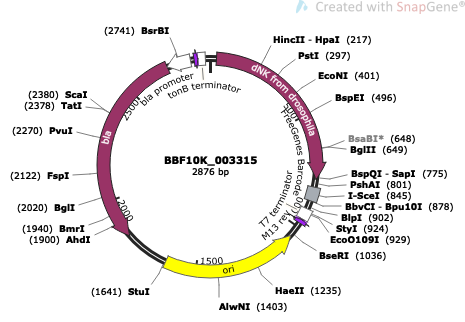 Created with SnapGene®
(2741) BsrBI
HincII - HpaI (217)
PstI (297)
EcoNI (401)
BspEI (496)
BsaBI* (648)
BglII (649)
BspQI - SapI (775)
PshAI (801)
I-SceI (845)
BbvCI - Bpu10I (878)
BlpI (902)
StyI (924)
EcoO109I (929)
BseRI (1036)
HaeII (1235)
AlwNI (1403)
(1641) StuI
(1900) AhdI
(1940) BmrI
(2020) BglI
(2122) FspI
(2270) PvuI
(2378) TatI
(2380) ScaI
bla promoter
tonB terminator
dNK from drosophila
FreeGenes Barcode
T7 terminator
M13 rev
ori
bla
500
1000
1500
2000
2500
BBF10K_003315
2876 bp